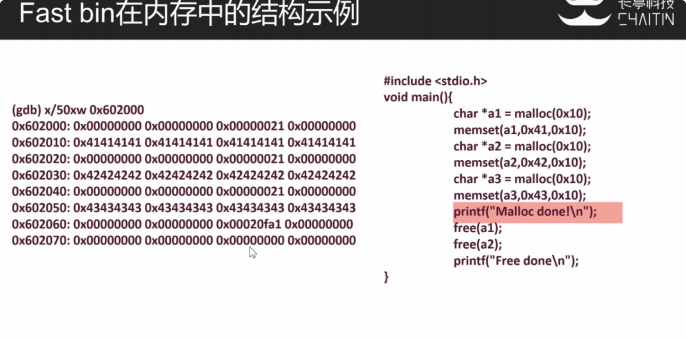 Fast bin在内存中的结构示例
长亭科技
CHAITIN
(gdb) x/50xw 0x602000
0x602000: 0x00000000 0x00000000 0x00000021 0x00000000
0x602010: 0x41414141 0x41414141 0x41414141 0x41414141
0x602020: 0x00000000 0x00000000 0x00000021 0x00000000
0x602030: 0x42424242 0x42424242 0x42424242 0x42424242
0x602040: 0x00000000 0x00000000 0x00000021 0x00000000
0x602050: 0x43434343 0x43434343 0x43434343 0x43434343
0x602060: 0x00000000 0x00000000 0x00020fa1 0x00000000
0x602070: 0x00000000 0x00000000 0x00000000 0x00000000
#include <stdio.h>
void main(){
char *a1 = malloc(0x10);
memset(a1,0x41,0x10);
char *a2 = malloc(0x10);
memset(a2,0x42,0x10);
char *a3 = malloc(0x10);
memset(a3,0x43,0x10);
printf("Malloc done!\n");
free(a1);
free(a2);
printf("Free done\n");
}